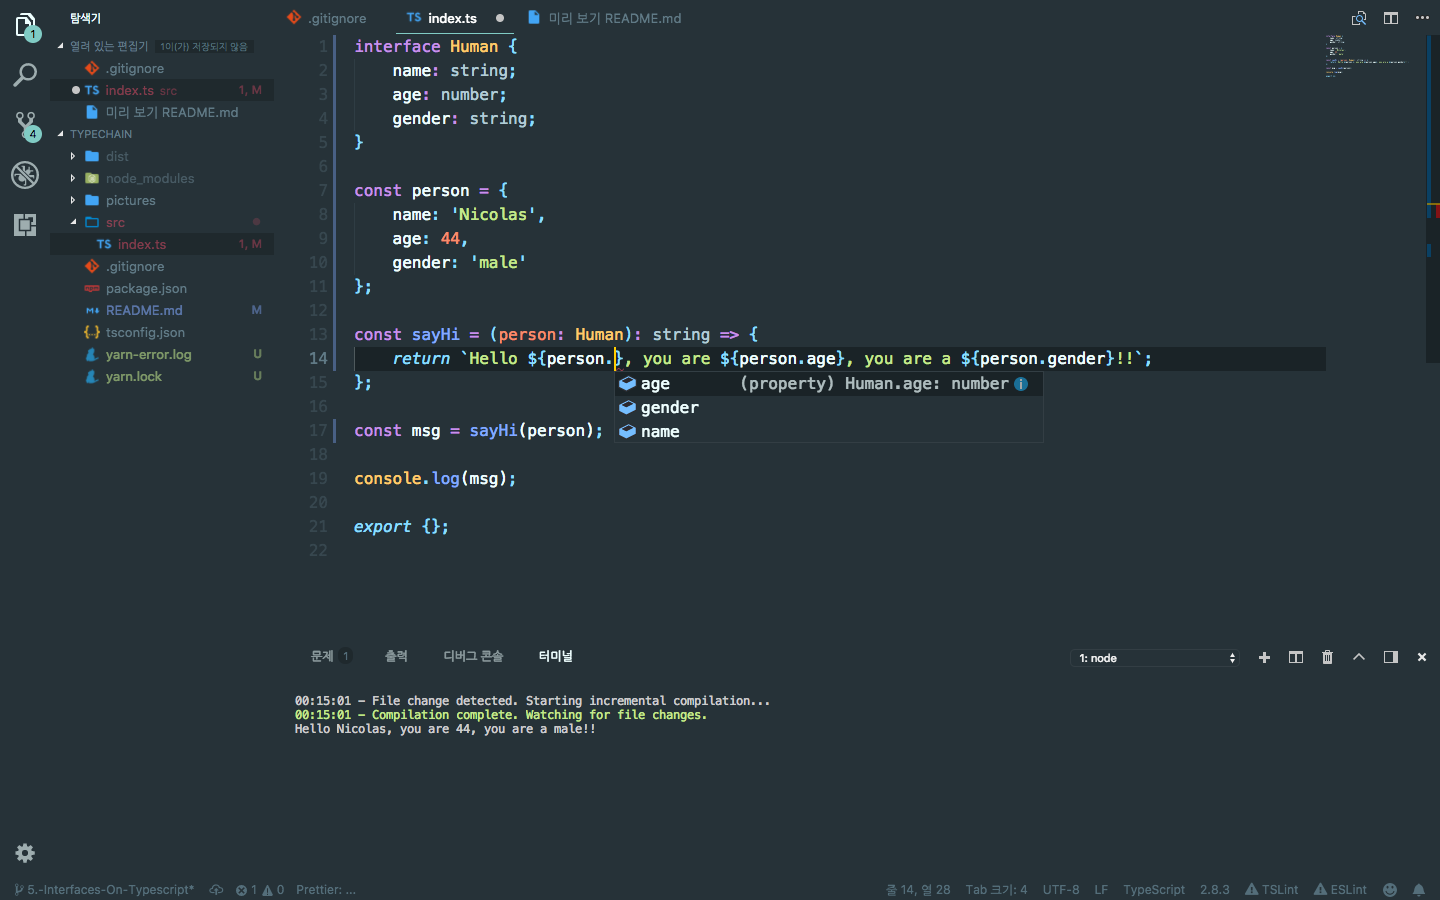 탐색기
.gitignore
TS index.ts
미리 보기 README.md
1
열려 있는 편집기 1이(가) 저장되지 않음
.gitignore
TS index.ts src 1, M
미리 보기 README.md
TYPECHAIN
4
dist
node_modules
pictures
src
TS index.ts 1, M
.gitignore
package.json
README.md M
tsconfig.json
yarn-error.log U
yarn.lock U
1 interface Human {
2 name: string;
3 age: number;
4 gender: string;
5 }
6
7 const person = {
8 name: 'Nicolas',
9 age: 44,
10 gender: 'male'
11 };
12
13 const sayHi = (person: Human): string => {
14 return `Hello ${person.}, you are ${person.age}, you are a ${person.gender}!!`;
15 };
age (property) Human.age: number
gender
name
16
17 const msg = sayHi(person);
18
19 console.log(msg);
20
21 export {};
22
문제 1 출력 디버그 콘솔 터미널 1: node
00:15:01 - File change detected. Starting incremental compilation...
00:15:01 - Compilation complete. Watching for file changes.
Hello Nicolas, you are 44, you are a male!!
5.-Interfaces-On-Typescript* 1 0 Prettier: ... 줄 14, 열 28 Tab 크기: 4 UTF-8 LF TypeScript 2.8.3 TSLint ESLint